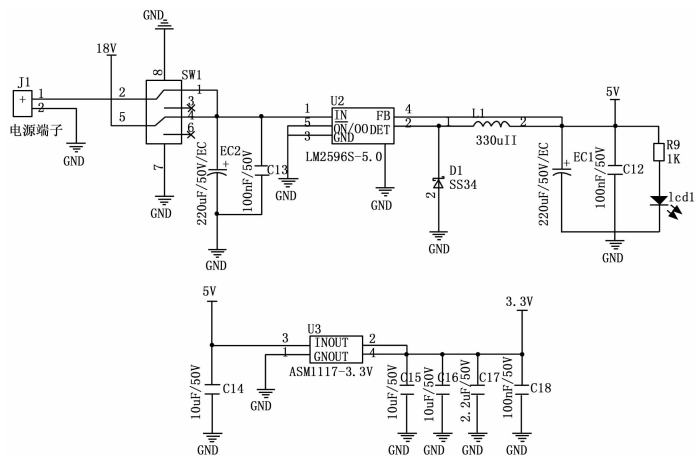 GND
18V
8
SW1
J1
1
2
+
2
电源端子
GND
2
5
1
3
4
6
7
GND
EC2
+
220uF/50V/EC
100nF/50V
C13
GND
U2
1
5
3
IN
ON/OO
GND
FB
DET
4
2
LM2596S-5.0
GND
GND
L1
1
2
330uII
D1
SS34
2
GND
5V
EC1
+
220uF/50V/EC
100nF/50V
C12
R9
1K
lcd1
GND
5V
U3
3
1
INOUT
GNOUT
2
4
ASM1117-3.3V
3.3V
10uF/50V
C14
GND
GND
10uF/50V
C15
10uF/50V
C16
2.2uF/50V
C17
100nF/50V
C18
GND
GND
GND
GND